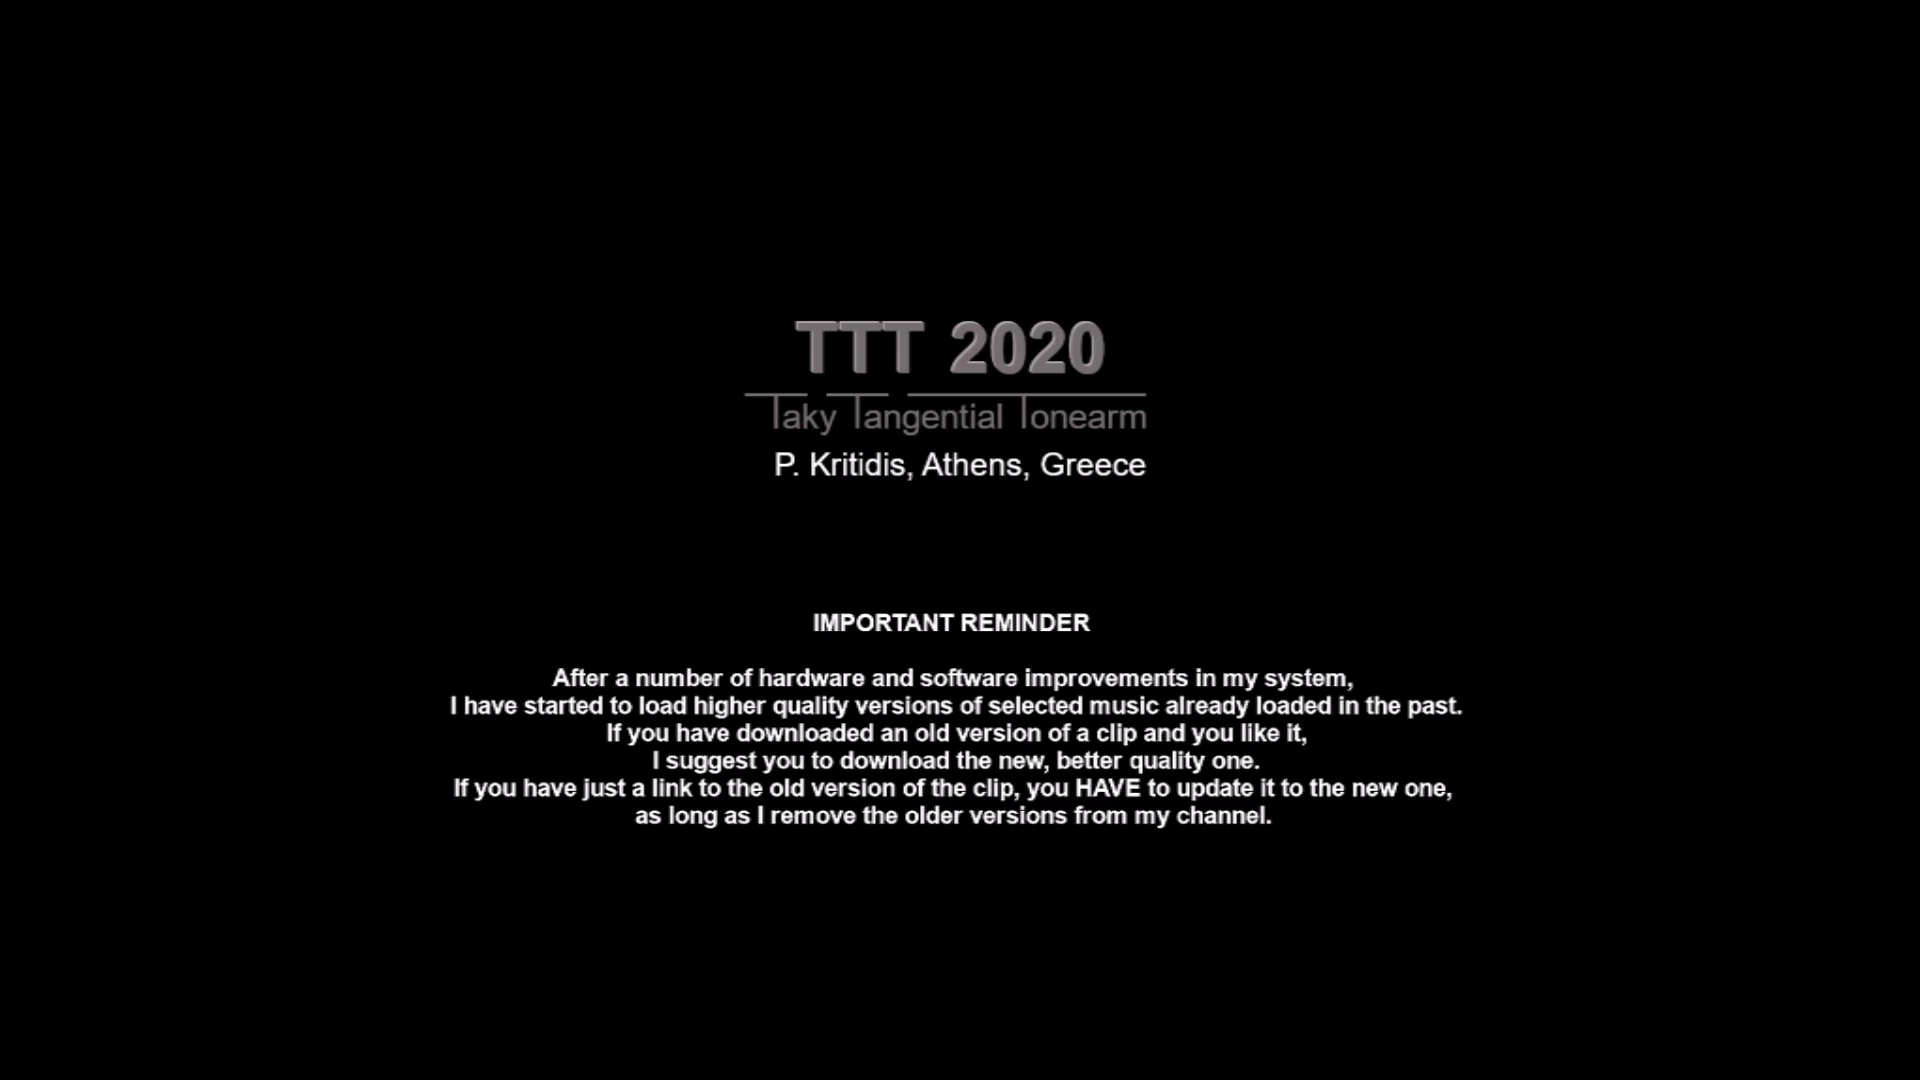 TTT 2020
Taky Tangential Tonearm
P. Kritidis, Athens, Greece
IMPORTANT REMINDER
After a number of hardware and software improvements in my system,
I have started to load higher quality versions of selected music already loaded in the past.
If you have downloaded an old version of a clip and you like it,
I suggest you to download the new, better quality one.
If you have just a link to the old version of the clip, you HAVE to update it to the new one,
as long as I remove the older versions from my channel.